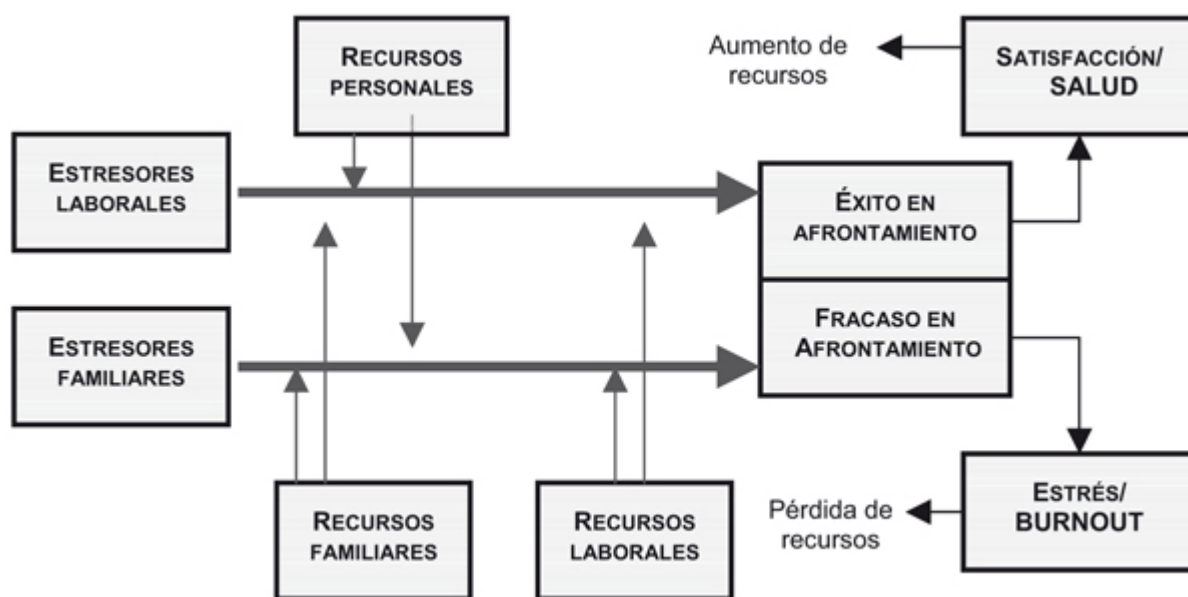 RECURSOS
PERSONALES
Aumento de
recursos
SATISFACCIÓN/
SALUD
ESTRESORES
LABORALES
ÉXITO EN
AFRONTAMIENTO
ESTRESORES
FAMILIARES
FRACASO EN
AFRONTAMIENTO
RECURSOS
FAMILIARES
RECURSOS
LABORALES
Pérdida de
recursos
ESTRÉS/
BURNOUT